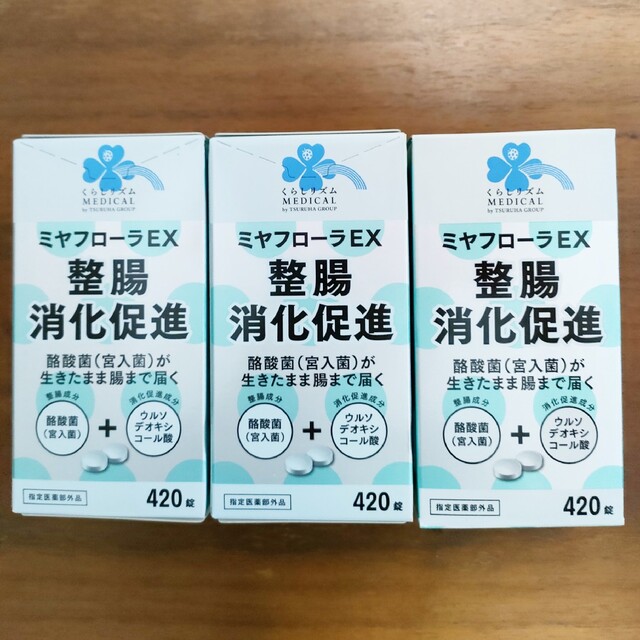 くらしリズム
MEDICAL
by TSURUHA GROUP
ミヤフローラEX
整腸
消化促進
酪酸菌(宮入菌)が
生きたまま腸まで届く
整腸成分
酪酸菌
(宮入菌)
+
消化促進成分
ウルソ
デオキシ
コール酸
指定医薬部外品
420錠
くらしリズム
MEDICAL
by TSURUHA GROUP
ミヤフローラEX
整腸
消化促進
酪酸菌(宮入菌)が
生きたまま腸まで届く
整腸成分
酪酸菌
(宮入菌)
+
消化促進成分
ウルソ
デオキシ
コール酸
指定医薬部外品
420錠
くらしリズム
MEDICAL
by TSURUHA GROUP
ミヤフローラEX
整腸
消化促進
酪酸菌(宮入菌)が
生きたまま腸まで届く
整腸成分
酪酸菌
(宮入菌)
+
消化促進成分
ウルソ
デオキシ
コール酸
指定医薬部外品
420錠